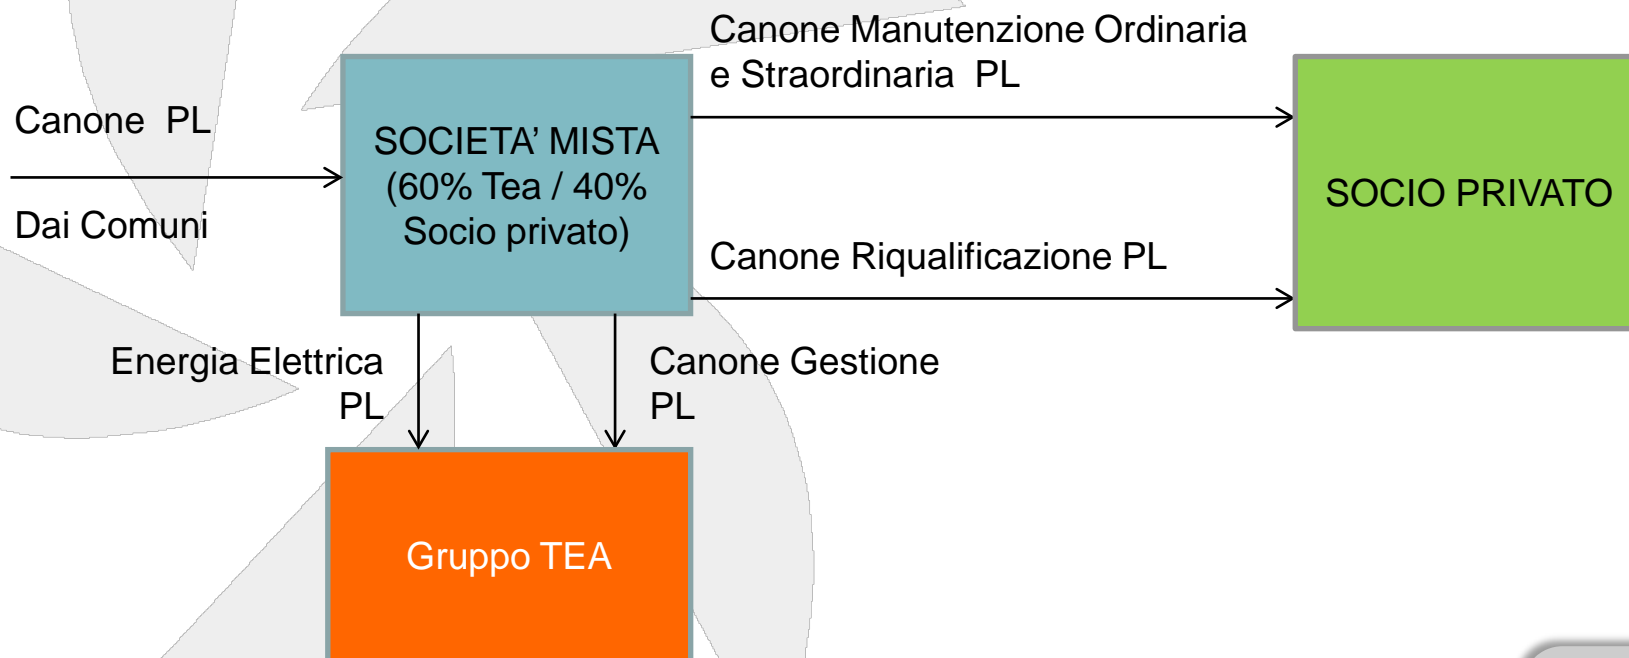 Canone Manutenzione Ordinaria
e Straordinaria PL
Canone PL
Dai Comuni
SOCIETA’ MISTA
(60% Tea / 40%
Socio privato)
SOCIO PRIVATO
Canone Riqualificazione PL
Energia Elettrica
PL
Canone Gestione
PL
Gruppo TEA